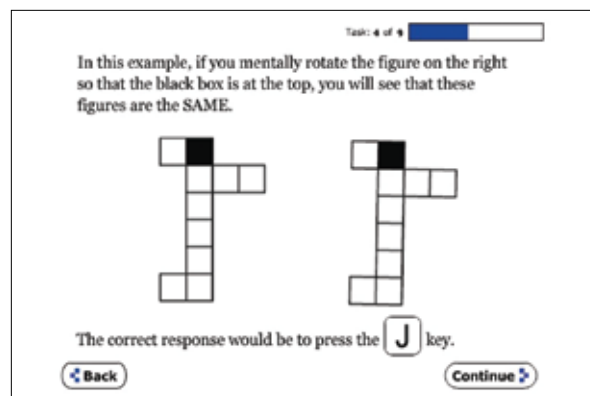 Task: 4 of 9
In this example, if you mentally rotate the figure on the right
so that the black box is at the top, you will see that these
figures are the SAME.
The correct response would be to press the J key.
Back
Continue